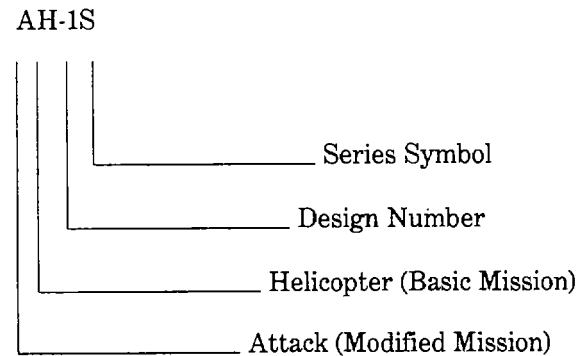 AH-1S
Series Symbol
Design Number
Helicopter (Basic Mission)
Attack (Modified Mission)